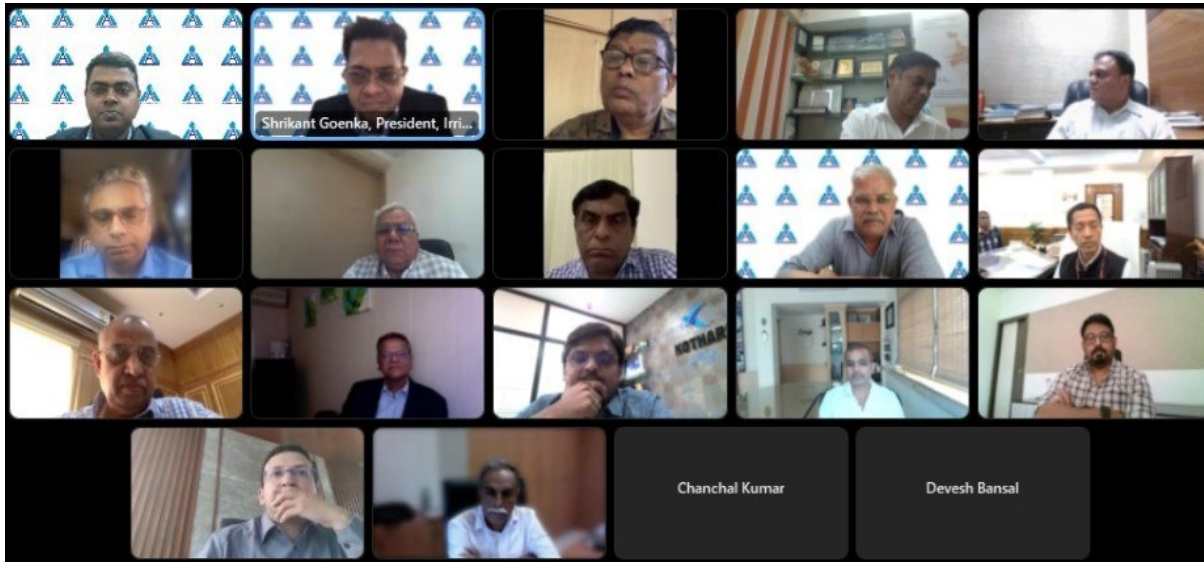 Shrikant Goenka, President, Irri...
KOTHAR
Chanchal Kumar
Devesh Bansal